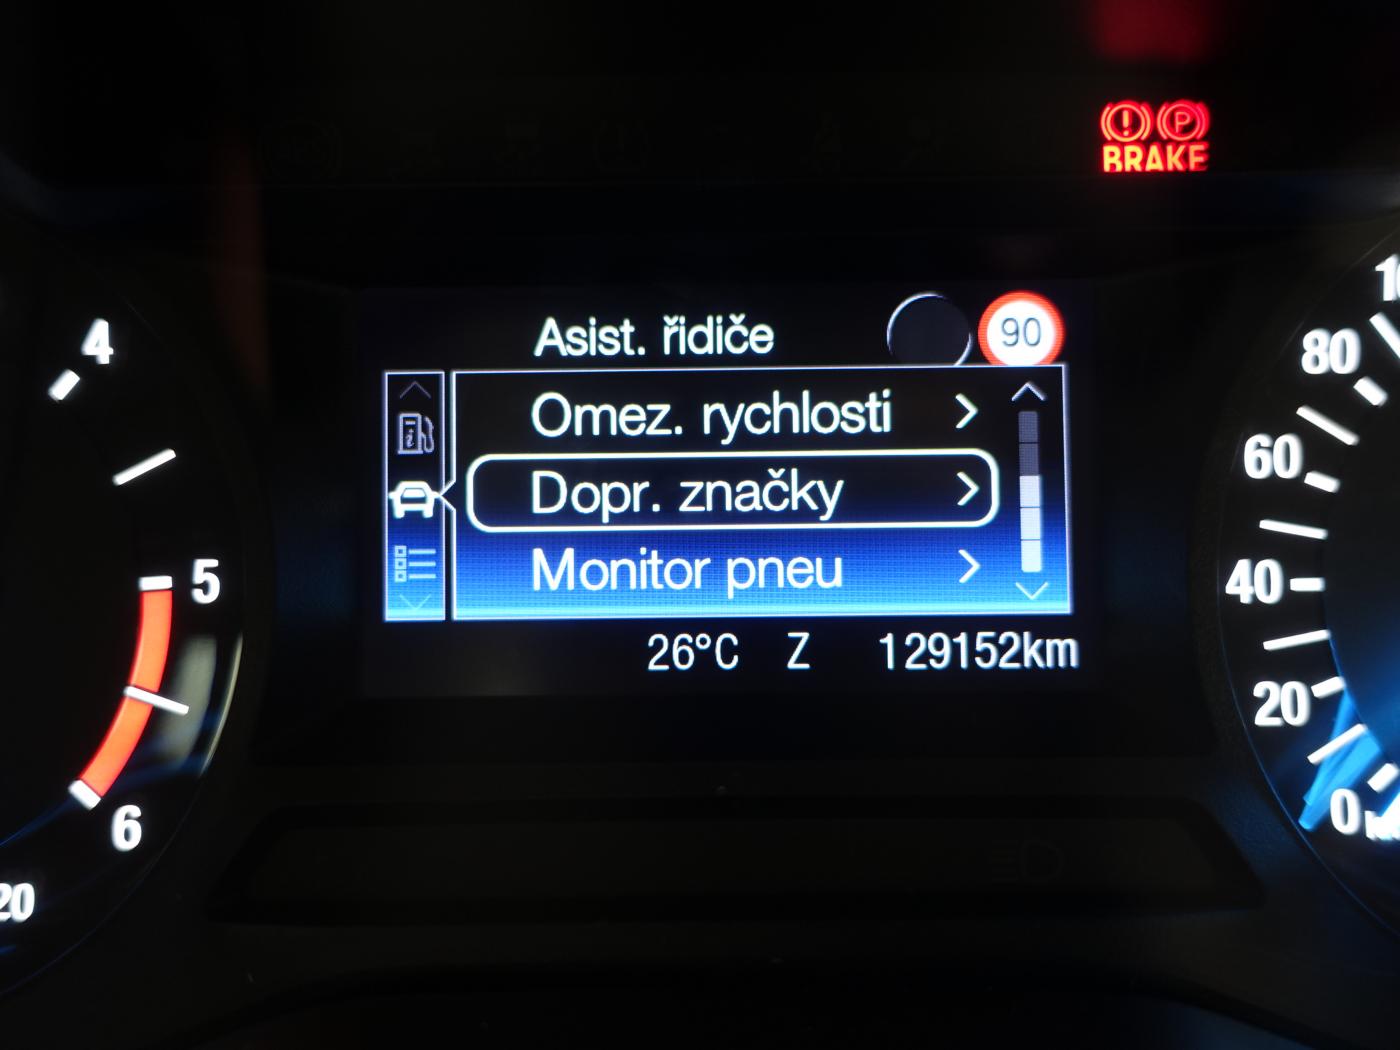 BRAKE
Asist. řidiče
90
Omez. rychlosti
Dopr. značky
Monitor pneu
26°C Z 129152km
4
5
6
20
80
60
40
20
0